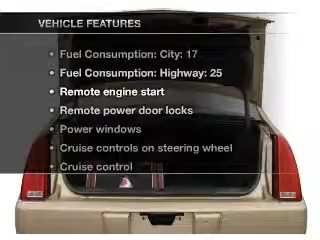 VEHICLE FEATURES
• Fuel Consumption: City: 17
• Fuel Consumption: Highway: 25
• Remote engine start
• Remote power door locks
• Power windows
• Cruise controls on steering wheel
• Cruise control